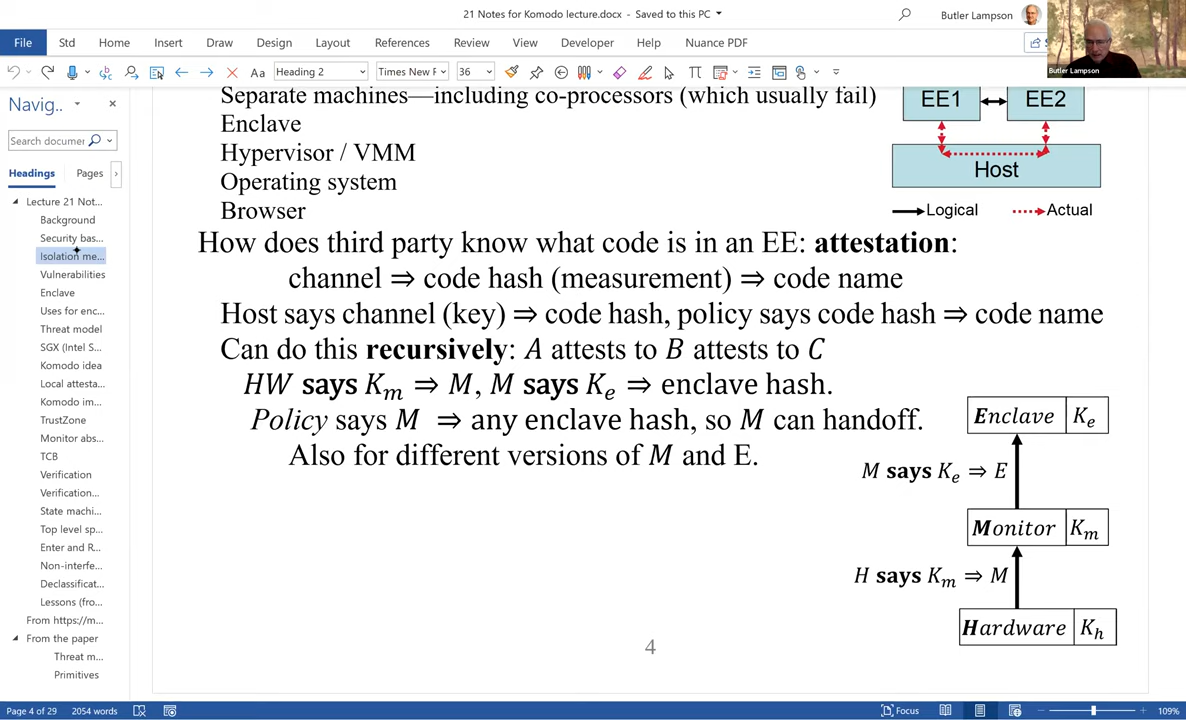 21 Notes for Komodo lecture.docx - Saved to this PC
Butler Lampson
File Std Home Insert Draw Design Layout References Review View Developer Help Nuance PDF
Heading 2 Times New F 36
Butler Lampson
Navig..
Search documer
Headings Pages
Lecture 21 Not...
Background
Security bas...
Isolation me...
Vulnerabilities
Enclave
Uses for enc...
Threat model
SGX (Intel S...
Komodo idea
Local attesta...
Komodo im...
TrustZone
Monitor abs...
TCB
Verification
Verification...
State machi...
Top level sp...
Enter and R...
Non-interfe...
Declassificat...
Lessons (fro...
From https://m...
From the paper
Threat m...
Primitives
Separate machines—including co-processors (which usually fail)
Enclave
Hypervisor / VMM
Operating system
Browser
EE1 EE2
Host
Logical Actual
How does third party know what code is in an EE: attestation:
channel ⇒ code hash (measurement) ⇒ code name
Host says channel (key) ⇒ code hash, policy says code hash ⇒ code name
Can do this recursively: A attests to B attests to C
HW says Kₘ ⇒ M, M says Kₑ ⇒ enclave hash.
Policy says M ⇒ any enclave hash, so M can handoff.
Also for different versions of M and E.
Enclave Kₑ
M says Kₑ ⇒ E
Monitor Kₘ
H says Kₘ ⇒ M
Hardware Kₕ
4
Page 4 of 29 2054 words Focus 109%